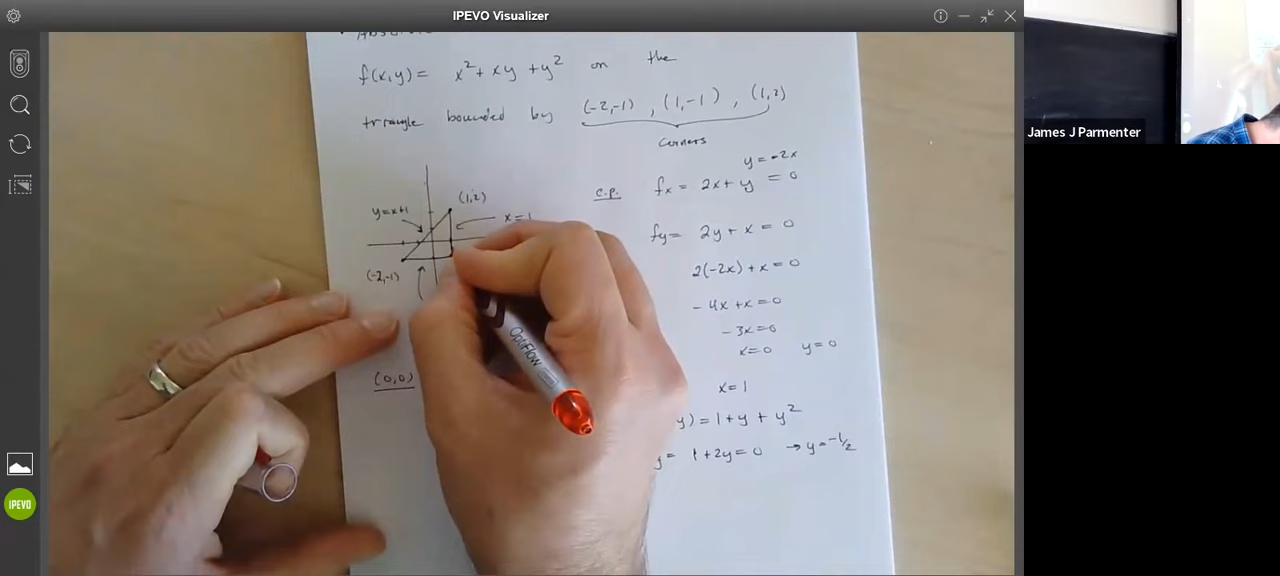 IPEVO Visualizer
James J Parmenter
f(x,y) = x² + xy + y² on the
triangle bounded by (-2,-1) , (1,-1) , (1,2)
corners
y = -2x
c.p. fx = 2x + y = 0
(1,2)
y=x+1
x=1
fy = 2y + x = 0
(-2,-1)
2(-2x) + x = 0
- 4x + x = 0
- 3x = 0
x=0 y=0
(0,0)
x = 1
y) = 1 + y + y²
y = 1 + 2y = 0 → y = -1/2
OptiFlow
IPEVO